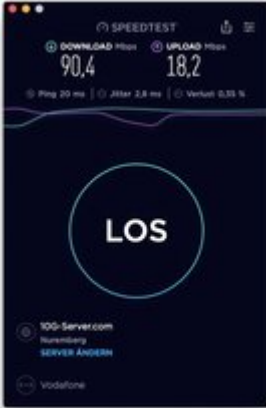 SPEEDTEST
DOWNLOAD Mbps UPLOAD Mbps
90,4 18,2
Ping 20 ms Jitter 2,8 ms Verlust 0,35 %
LOS
10G-Server.com
Nuremberg
SERVER ÄNDERN
Vodafone